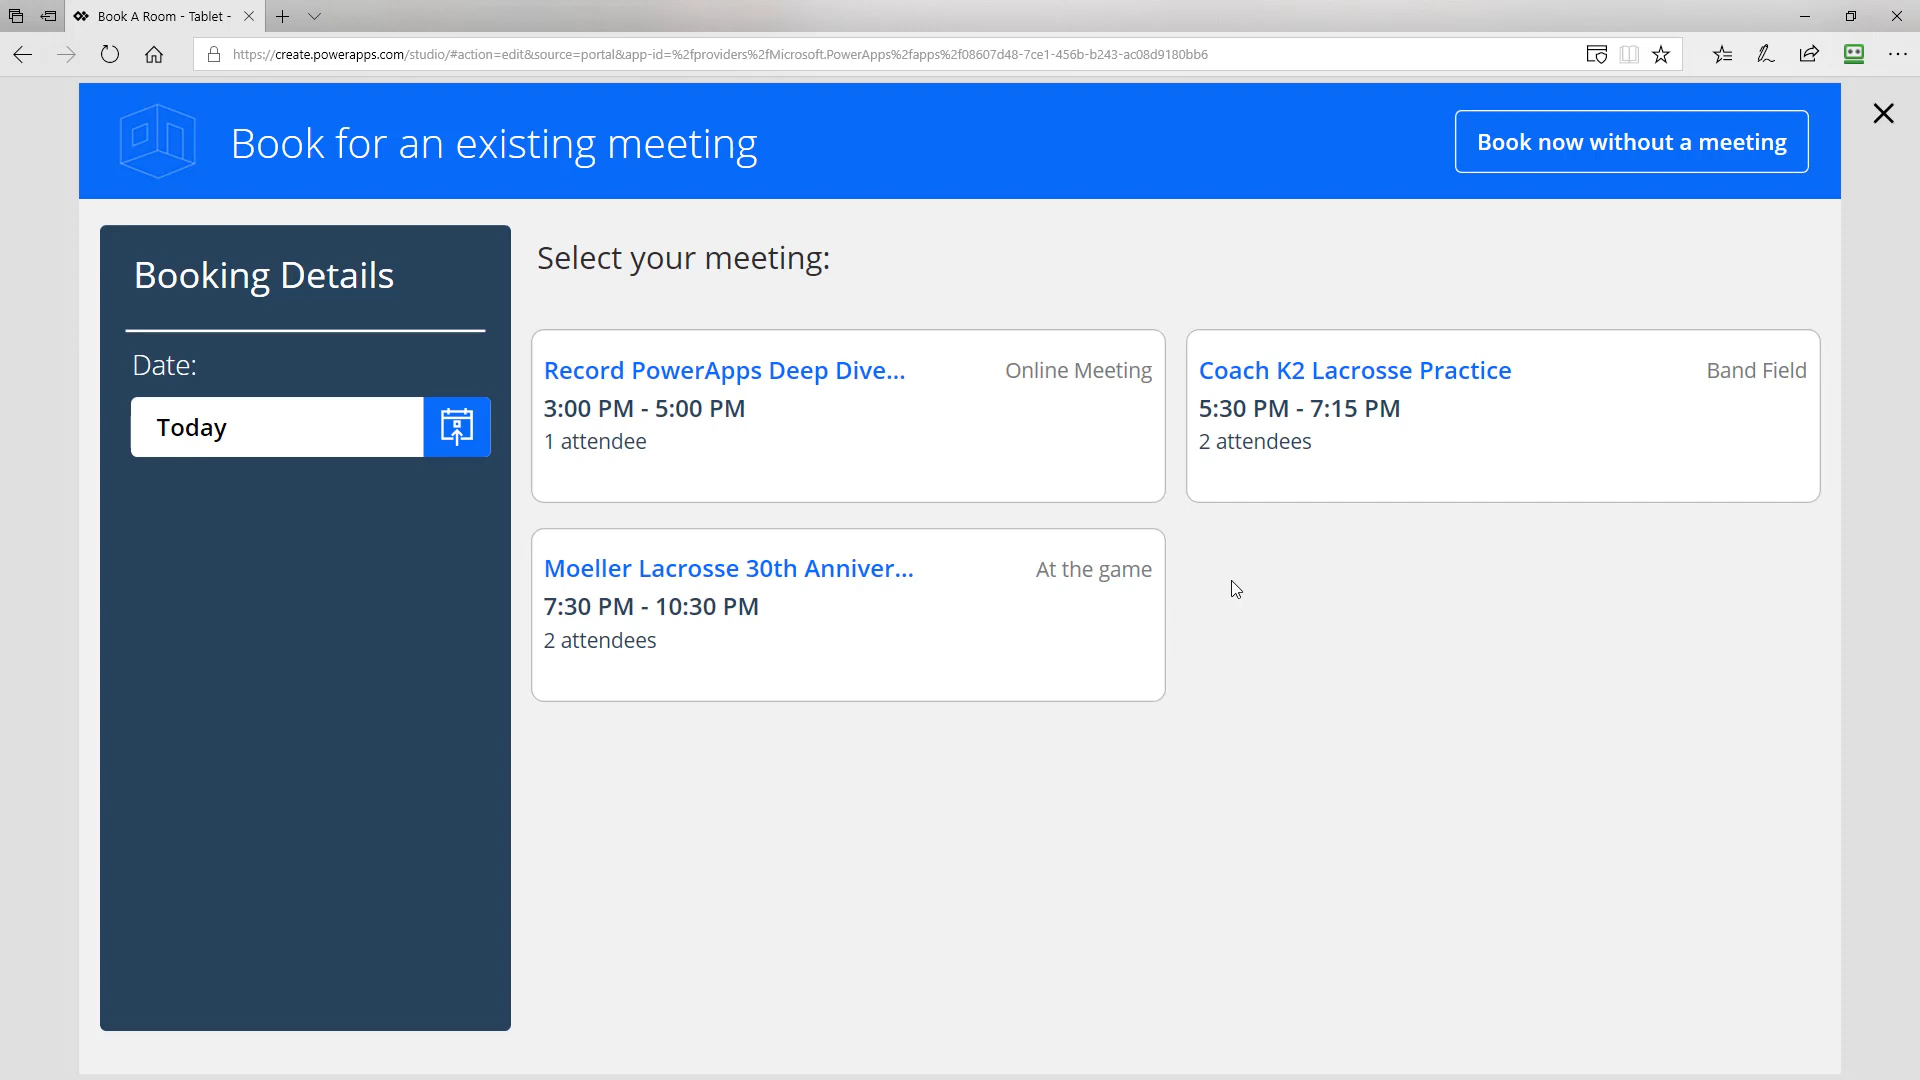 Book A Room - Tablet -
https://create.powerapps.com/studio/#action=edit&source=portal&app-id=%2fproviders%2fMicrosoft.PowerApps%2fapps%2f08607d48-7ce1-456b-b243-ac08d9180bb6
Book for an existing meeting
Book now without a meeting
Booking Details
Date:
Today
Select your meeting:
Record PowerApps Deep Dive...
Online Meeting
3:00 PM - 5:00 PM
1 attendee
Coach K2 Lacrosse Practice
Band Field
5:30 PM - 7:15 PM
2 attendees
Moeller Lacrosse 30th Anniver...
At the game
7:30 PM - 10:30 PM
2 attendees